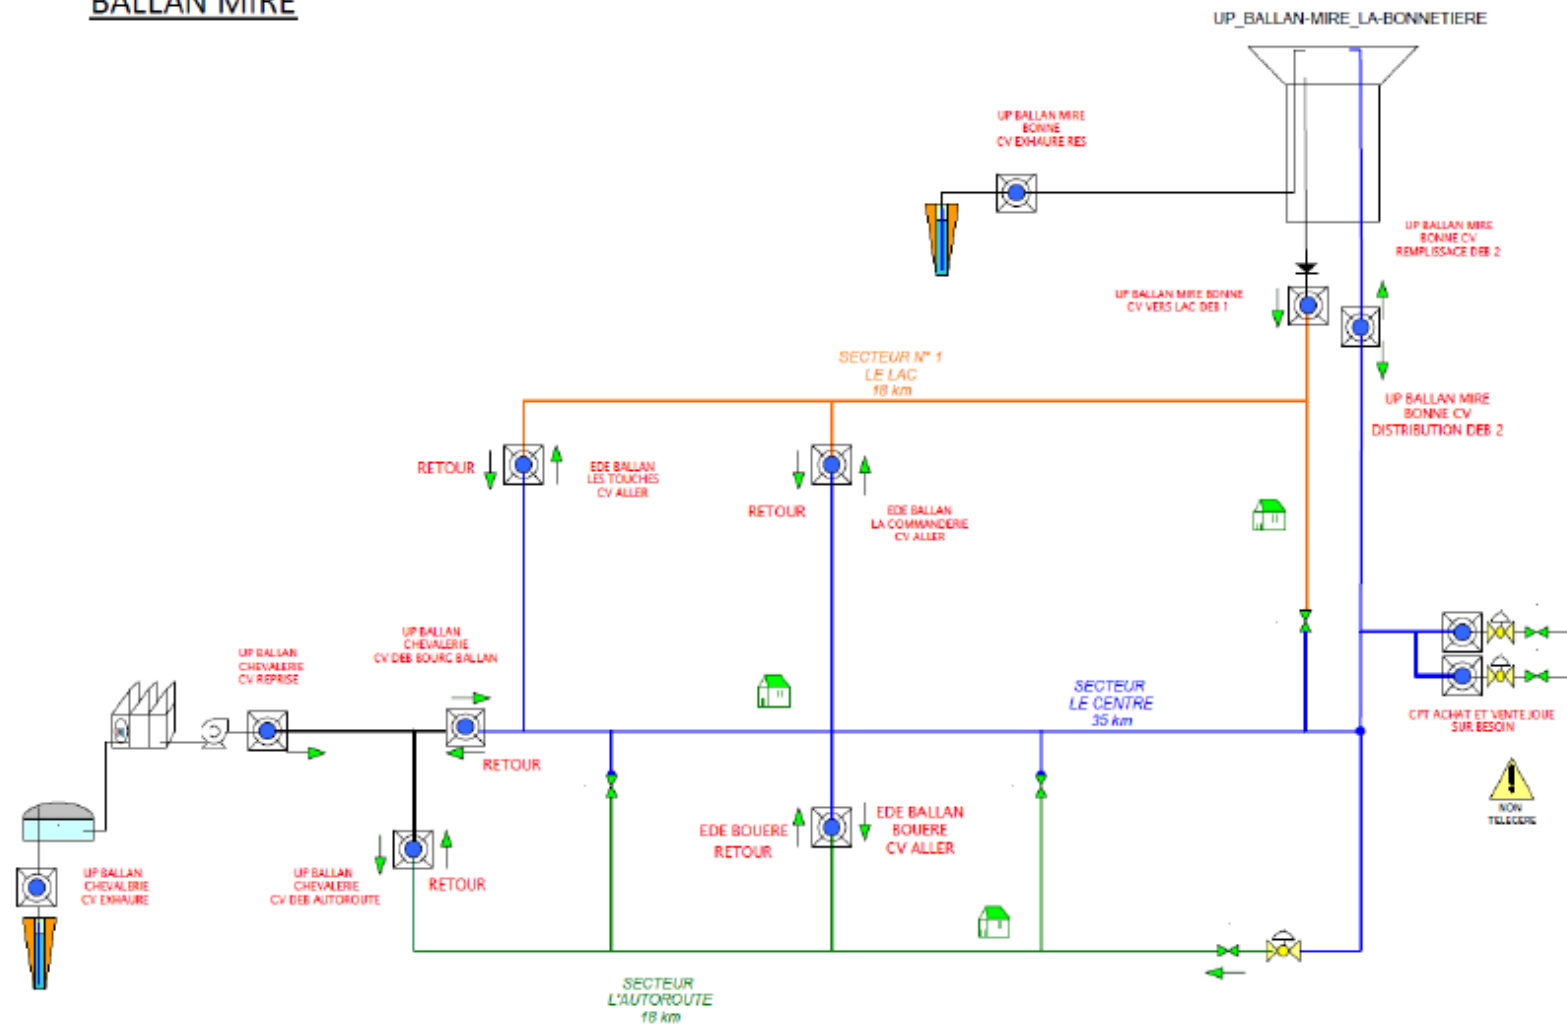 BALLAN MIRE
UP_BALLAN-MIRE_LA-BONNETIERE
UP BALLAN MIRE
BONNE
CV EXHAURE RES
UP BALLAN MIRE
BONNE CV
REMPLISSAGE DEB 2
UP BALLAN MIRE BONNE
CV VERS LAC DEB 1
SECTEUR N° 1
LE LAC
18 km
UP BALLAN MIRE
BONNE CV
DISTRIBUTION DEB 2
RETOUR
EDE BALLAN
LES TOUCHES
CV ALLER
RETOUR
EDE BALLAN
LA COMMANDERIE
CV ALLER
UP BALLAN
CHEVALERIE
CV DEB BOURG BALLAN
UP BALLAN
CHEVALERIE
CV REPRISE
SECTEUR
LE CENTRE
35 km
CPT ACHAT ET VENTE JOUE
SUR BESOIN
RETOUR
NON
TELEGERE
EDE BOUERE
RETOUR
EDE BALLAN
BOUERE
CV ALLER
UP BALLAN
CHEVALERIE
CV EXHAURE
UP BALLAN
CHEVALERIE
CV DEB AUTOROUTE
RETOUR
SECTEUR
L'AUTOROUTE
18 km